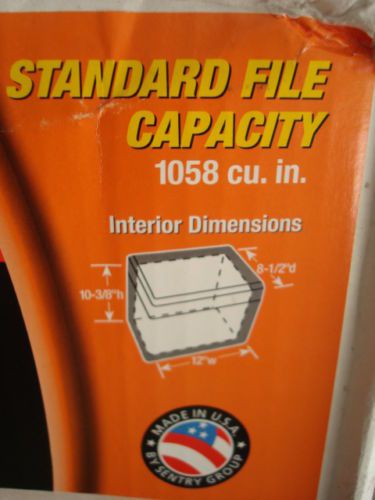 STANDARD FILE
CAPACITY
1058 cu. in.
Interior Dimensions
8-1/2"d
10-3/8"h
12"w
MADE IN U.S.A.
BY SENTRY GROUP